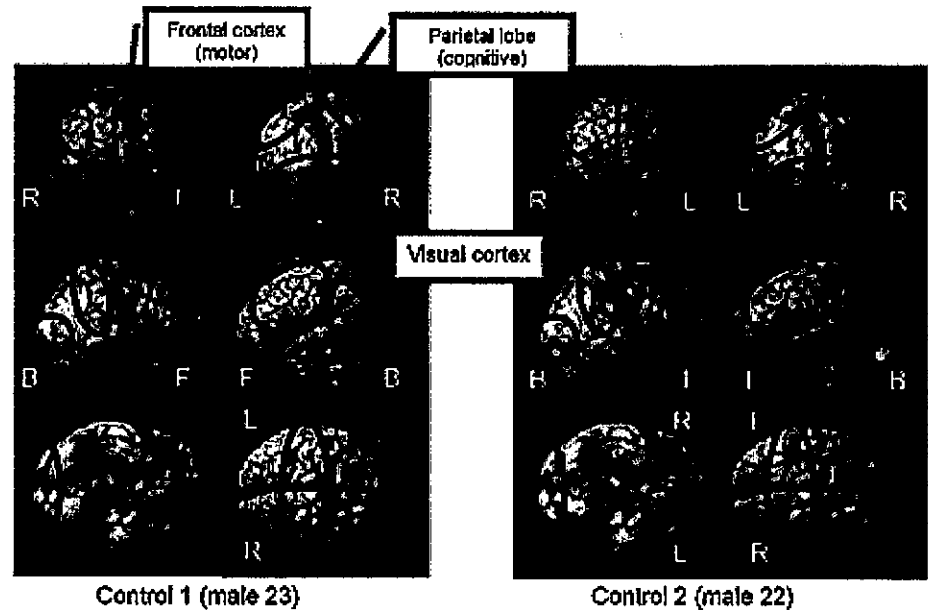 Frontal cortex
(motor)
Parietal lobe
(cognitive)
R L R
R L L R
Visual cortex
B F F B
B B
L
R
R
L R
Control 1 (male 23)
Control 2 (male 22)